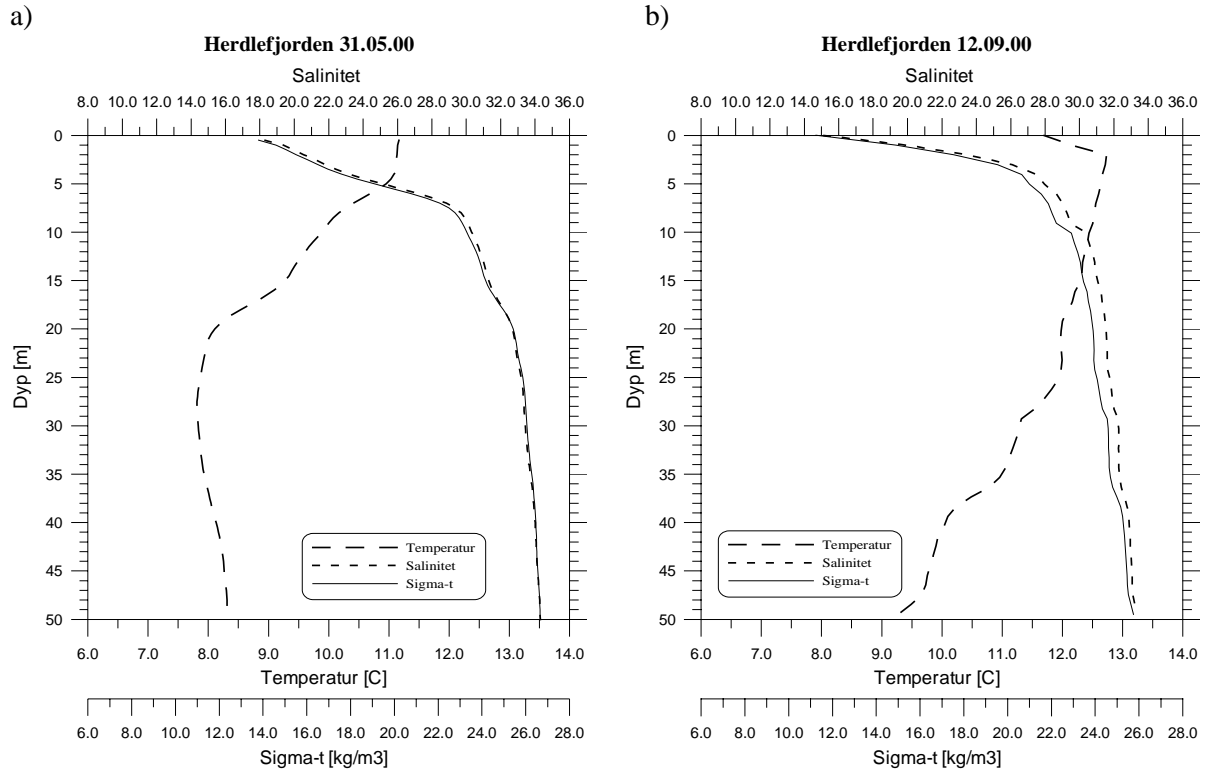 a)
Herdlefjorden 31.05.00
Salinitet
8.0 10.0 12.0 14.0 16.0 18.0 20.0 22.0 24.0 26.0 28.0 30.0 32.0 34.0 36.0
0
5
10
15
20
25
30
35
40
45
50
Dyp [m]
Temperatur
Salinitet
Sigma-t
6.0 7.0 8.0 9.0 10.0 11.0 12.0 13.0 14.0
Temperatur [C]
6.0 8.0 10.0 12.0 14.0 16.0 18.0 20.0 22.0 24.0 26.0 28.0
Sigma-t [kg/m3]
b)
Herdlefjorden 12.09.00
Salinitet
8.0 10.0 12.0 14.0 16.0 18.0 20.0 22.0 24.0 26.0 28.0 30.0 32.0 34.0 36.0
0
5
10
15
20
25
30
35
40
45
50
Dyp [m]
Temperatur
Salinitet
Sigma-t
6.0 7.0 8.0 9.0 10.0 11.0 12.0 13.0 14.0
Temperatur [C]
6.0 8.0 10.0 12.0 14.0 16.0 18.0 20.0 22.0 24.0 26.0 28.0
Sigma-t [kg/m3]